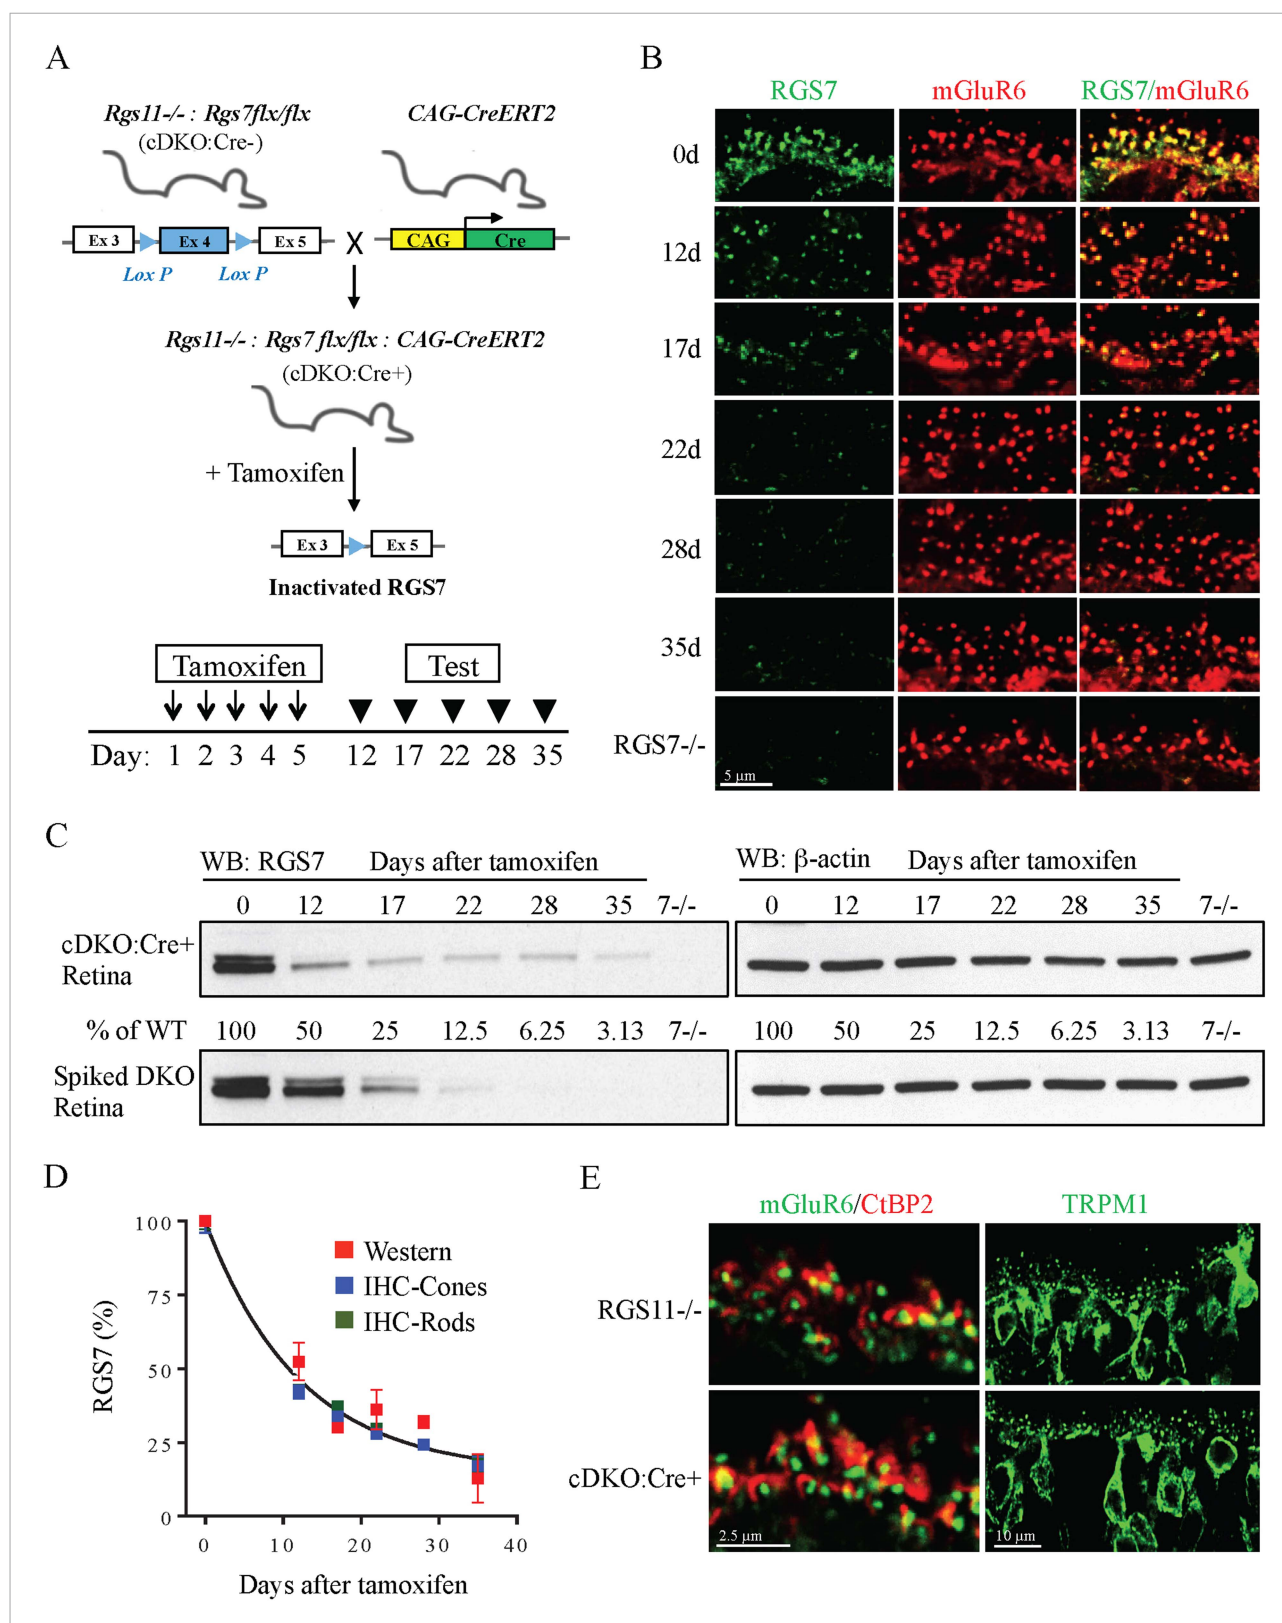 A
Rgs11-/- : Rgs7flx/flx
(cDKO:Cre-)
CAG-CreERT2
Ex 3
Ex 4
Ex 5
Lox P
Lox P
X
CAG
Cre
Rgs11-/- : Rgs7 flx/flx : CAG-CreERT2
(cDKO:Cre+)
+ Tamoxifen
Ex 3
Ex 5
Inactivated RGS7
Tamoxifen
Test
Day: 1 2 3 4 5 12 17 22 28 35
B
RGS7 mGluR6 RGS7/mGluR6
0d
12d
17d
22d
28d
35d
RGS7-/-
5 µm
C
WB: RGS7 Days after tamoxifen
0 12 17 22 28 35 7-/-
WB: β-actin Days after tamoxifen
0 12 17 22 28 35 7-/-
cDKO:Cre+
Retina
% of WT 100 50 25 12.5 6.25 3.13 7-/-
100 50 25 12.5 6.25 3.13 7-/-
Spiked DKO
Retina
D
RGS7 (%)
100
75
50
25
0
Western
IHC-Cones
IHC-Rods
0 10 20 30 40
Days after tamoxifen
E
mGluR6/CtBP2 TRPM1
RGS11-/-
cDKO:Cre+
2.5 µm
10 µm